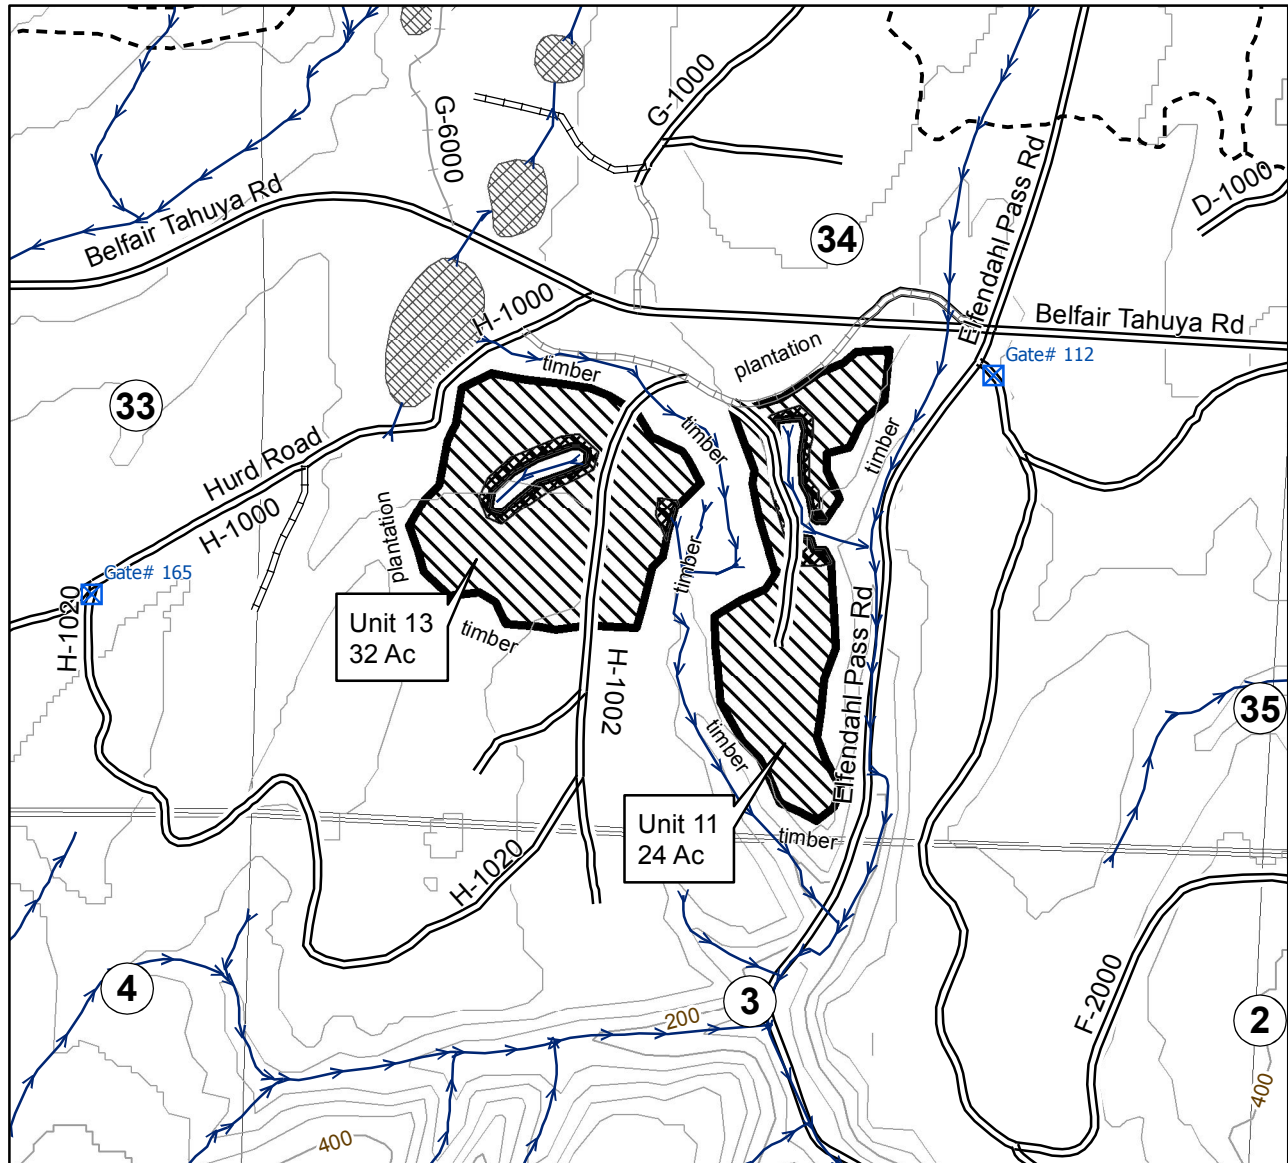 G-6000
G-1000
Belfair Tahuya Rd
34
Elfendahl Pass Rd
D-1000
H-1000
Belfair Tahuya Rd
plantation
Gate# 112
timber
33
timber
timber
Hurd Road
H-1000
plantation
timber
Gate# 165
H-1020
Unit 13
32 Ac
timber
H-1002
Elfendahl Pass Rd
35
timber
Unit 11
24 Ac
timber
H-1020
4
3
200
F-2000
2
400
400